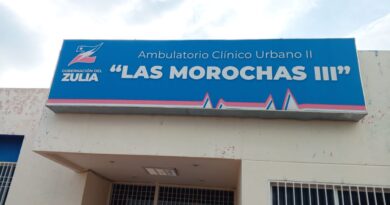 GOBERNACIÓN DEL
ZULIA
Ambulatorio Clínico Urbano II
“LAS MOROCHAS III”